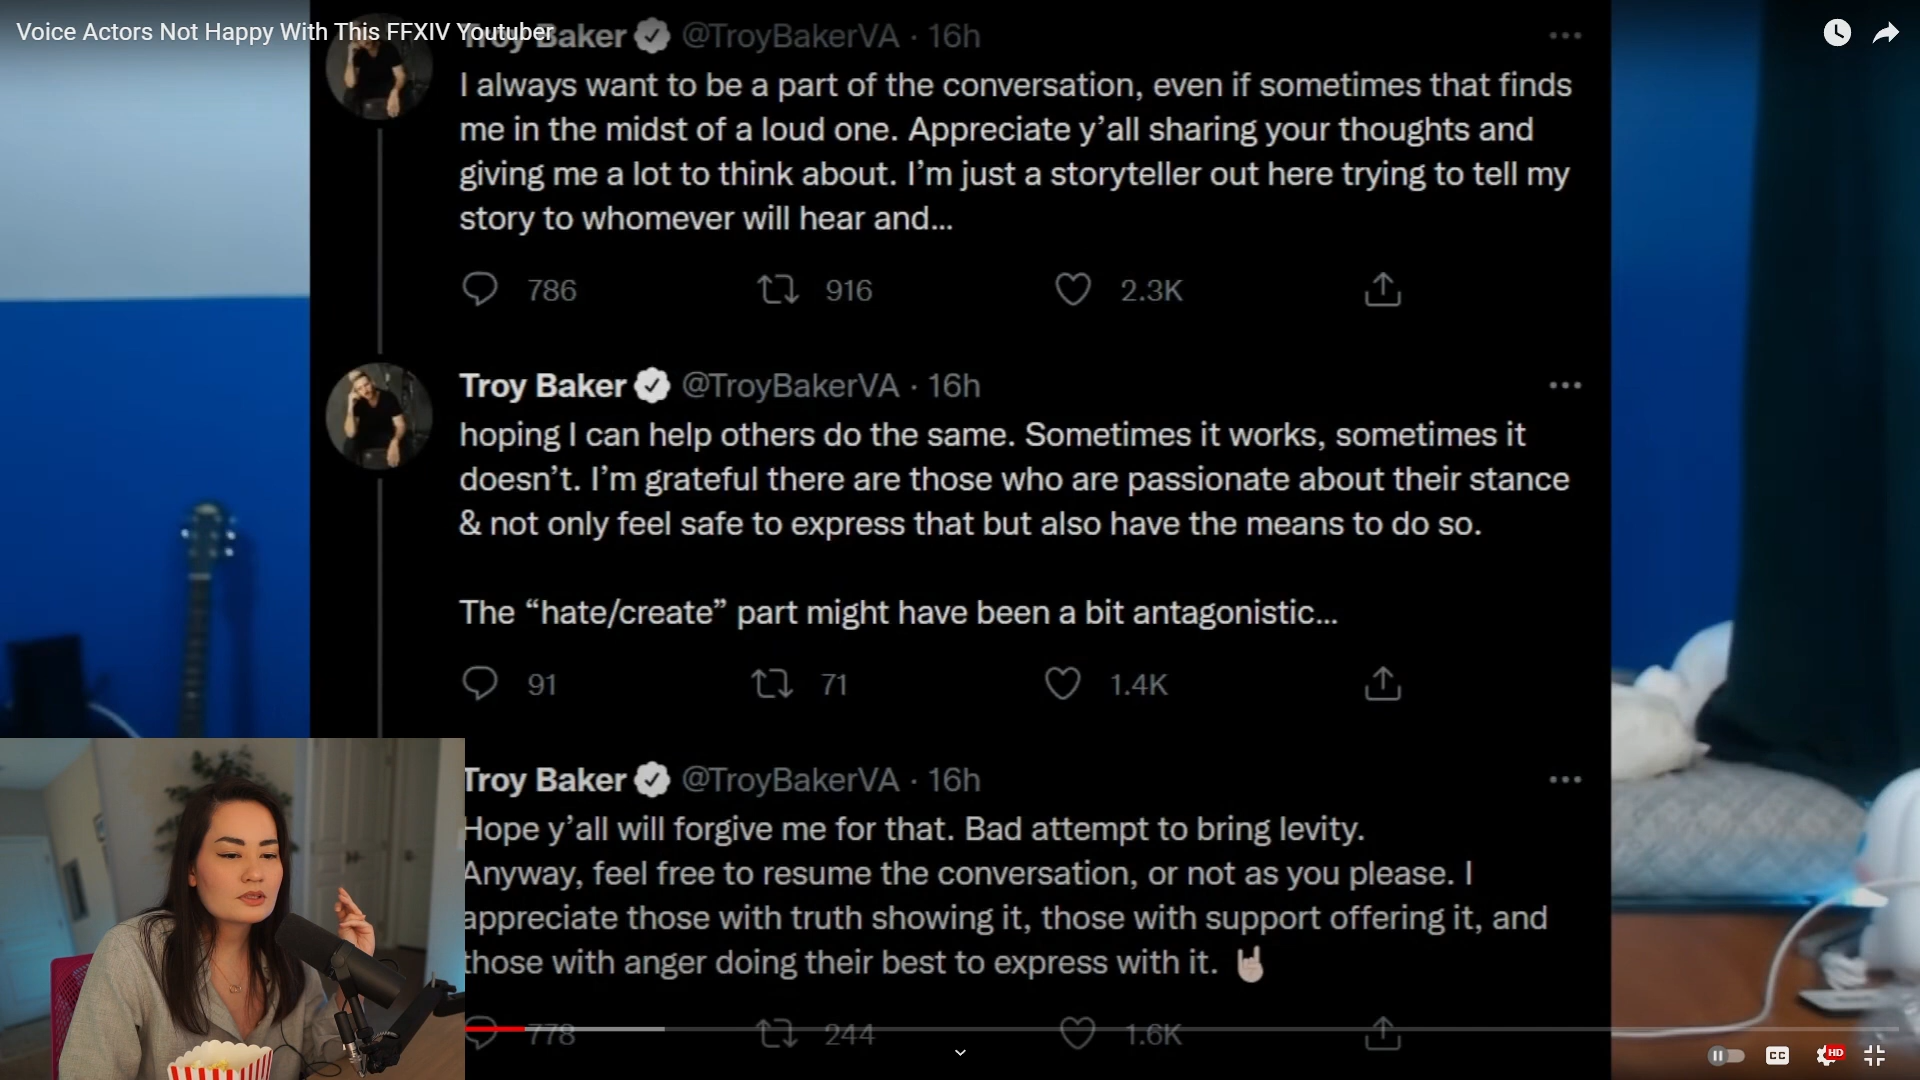 Voice Actors Not Happy With This FFXIV Youtuber
Troy Baker @TroyBakerVA · 16h
I always want to be a part of the conversation, even if sometimes that finds
me in the midst of a loud one. Appreciate y’all sharing your thoughts and
giving me a lot to think about. I’m just a storyteller out here trying to tell my
story to whomever will hear and...
786 916 2.3K
Troy Baker @TroyBakerVA · 16h
hoping I can help others do the same. Sometimes it works, sometimes it
doesn’t. I’m grateful there are those who are passionate about their stance
& not only feel safe to express that but also have the means to do so.
The “hate/create” part might have been a bit antagonistic...
91 71 1.4K
Troy Baker @TroyBakerVA · 16h
Hope y’all will forgive me for that. Bad attempt to bring levity.
Anyway, feel free to resume the conversation, or not as you please. I
appreciate those with truth showing it, those with support offering it, and
those with anger doing their best to express with it.
778 244 1.6K
CC HD